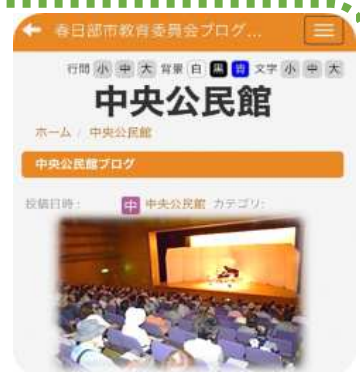 春日部市教育委員会ブログ...
行間 小 中 大 背景 白 黒 青 文字 小 中 大
中央公民館
ホーム / 中央公民館
中央公民館ブログ
投稿日時: 中 中央公民館 カテゴリ: